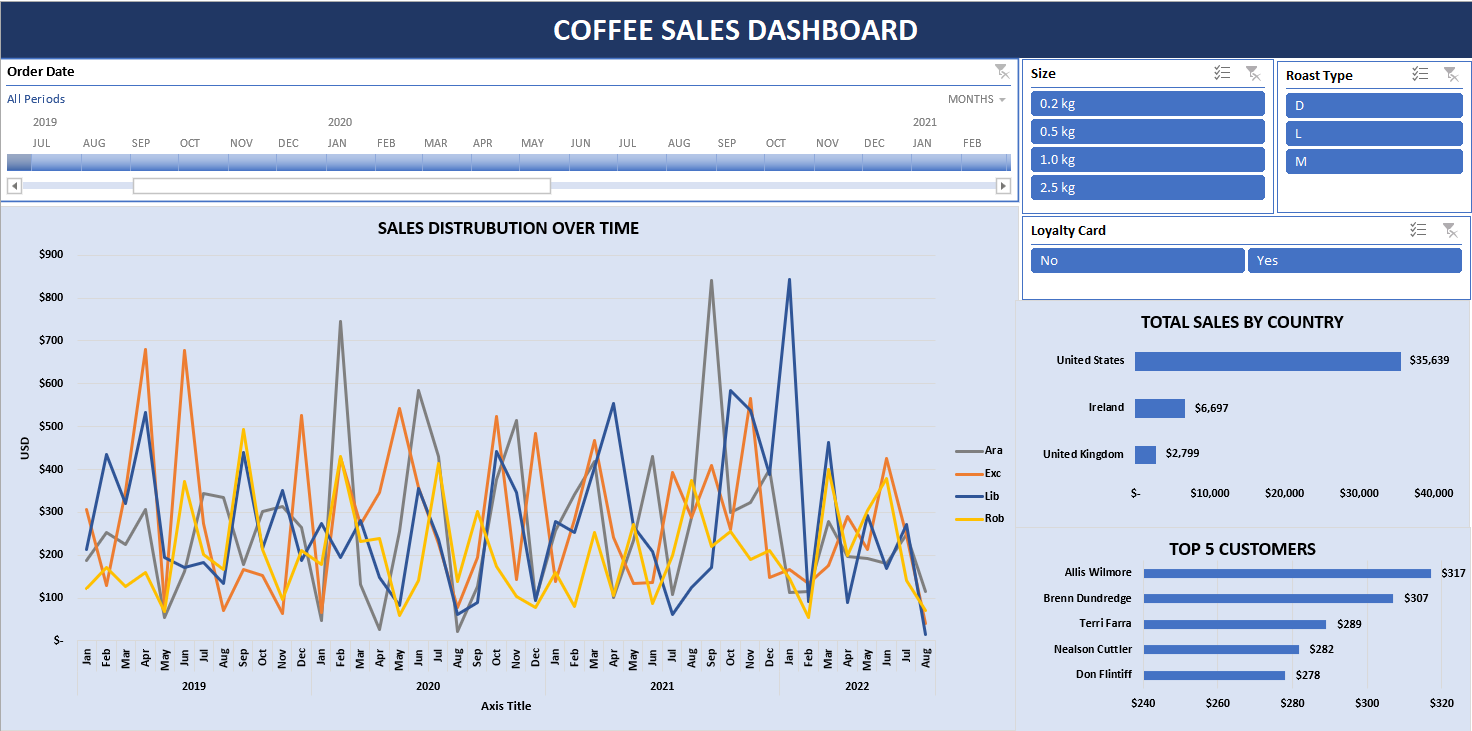 COFFEE SALES DASHBOARD
Order Date
All Periods
MONTHS
2019 2020 2021
JUL AUG SEP OCT NOV DEC JAN FEB MAR APR MAY JUN JUL AUG SEP OCT NOV DEC JAN FEB
Size
0.2 kg
0.5 kg
1.0 kg
2.5 kg
Roast Type
D
L
M
Loyalty Card
No Yes
SALES DISTRUBUTION OVER TIME
$900
$800
$700
$600
$500
$400
$300
$200
$100
$-
USD
Jan Feb Mar Apr May Jun Jul Aug Sep Oct Nov Dec Jan Feb Mar Apr May Jun Jul Aug Sep Oct Nov Dec Jan Feb Mar Apr May Jun Jul Aug Sep Oct Nov Dec Jan Feb Mar Apr May Jun Jul Aug
2019 2020 2021 2022
Axis Title
Ara
Exc
Lib
Rob
TOTAL SALES BY COUNTRY
United States $35,639
Ireland $6,697
United Kingdom $2,799
$- $10,000 $20,000 $30,000 $40,000
TOP 5 CUSTOMERS
Allis Wilmore $317
Brenn Dundredge $307
Terri Farra $289
Nealson Cuttler $282
Don Flintiff $278
$240 $260 $280 $300 $320